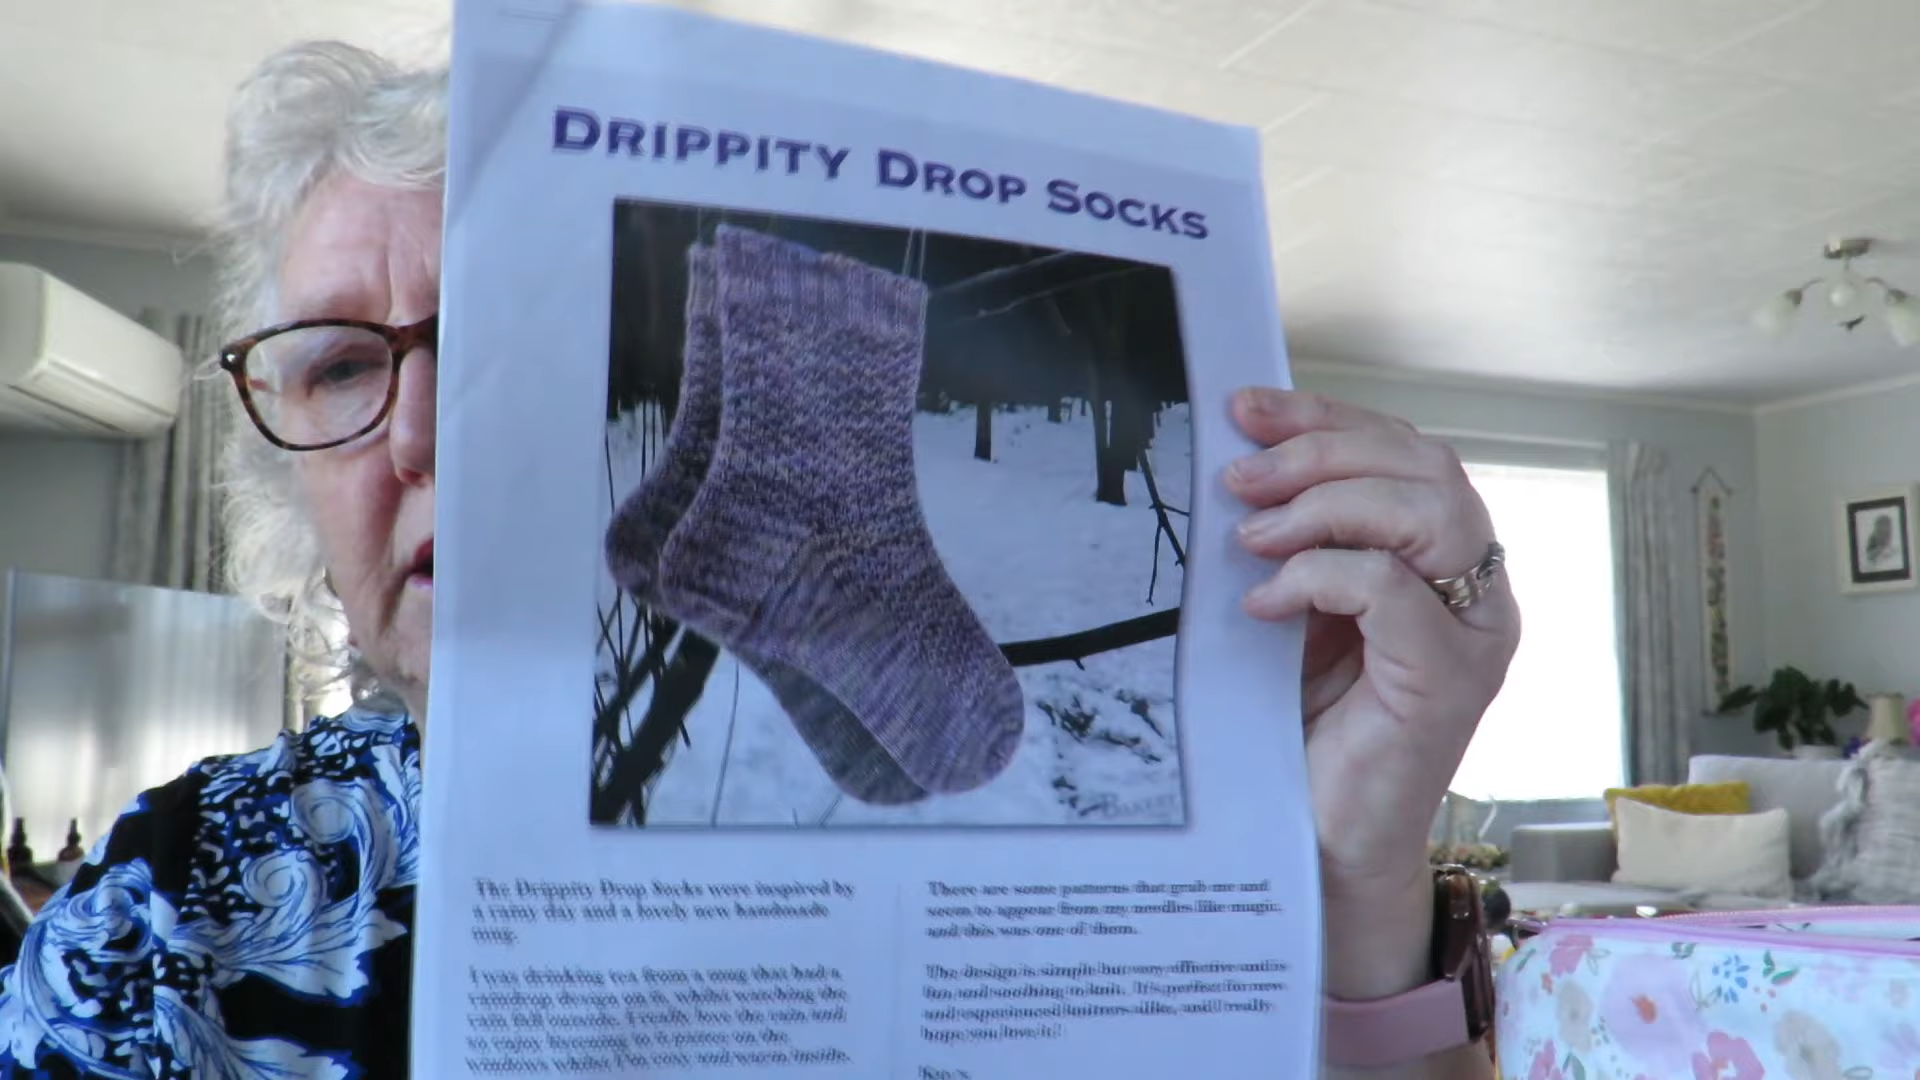 DRIPPITY DROP SOCKS
The Drippity Drop Socks were inspired by
a rainy day and a lovely new handmade
mug.
I was drinking tea from a mug that had a
raindrop design on it, whilst watching the
rain fall outside. I really love the rain and
so enjoy listening to it patter on the
windows whilst I'm cosy and warm inside.
There are some patterns that grab me and
seem to appear from my needles like magic,
and this was one of them.
The design is simple but very effective and is
fun and soothing to knit. It's perfect for new
and experienced knitters alike, and I really
hope you love it!